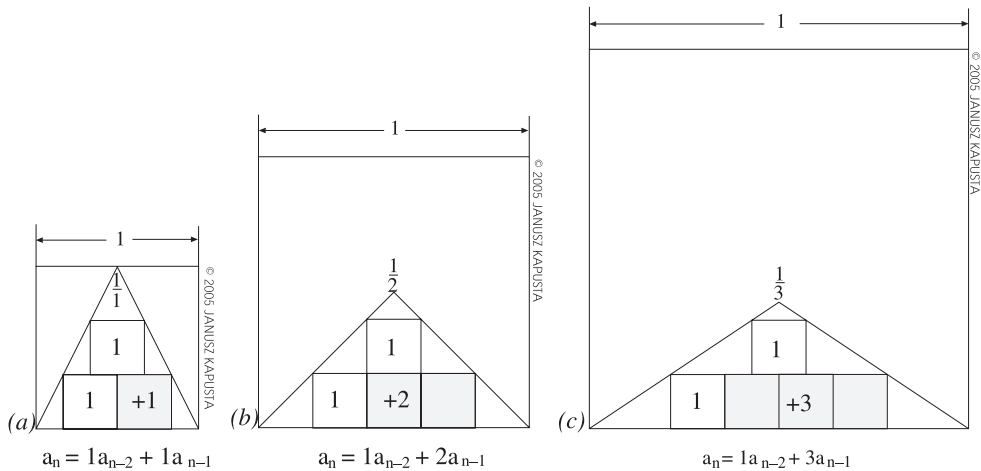 1
© 2005 JANUSZ KAPUSTA
1/1
1
1 +1
(a)
aₙ = 1aₙ₋₂ + 1aₙ₋₁
1
© 2005 JANUSZ KAPUSTA
1/2
1
1 +2
(b)
aₙ = 1aₙ₋₂ + 2aₙ₋₁
1
© 2005 JANUSZ KAPUSTA
1/3
1
1 +3
(c)
aₙ = 1aₙ₋₂ + 3aₙ₋₁